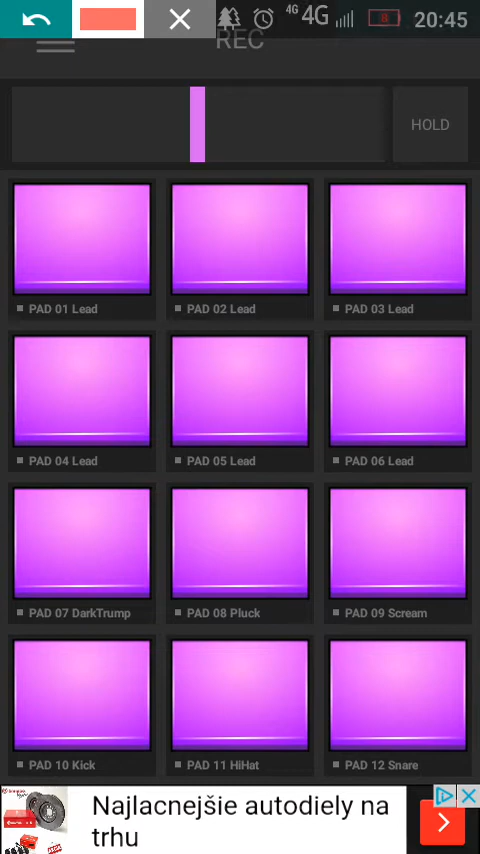 4G 4G 8 20:45
REC
HOLD
PAD 01 Lead PAD 02 Lead PAD 03 Lead
PAD 04 Lead PAD 05 Lead PAD 06 Lead
PAD 07 DarkTrump PAD 08 Pluck PAD 09 Scream
PAD 10 Kick PAD 11 HiHat PAD 12 Snare
Najlacnejšie autodiely na
trhu